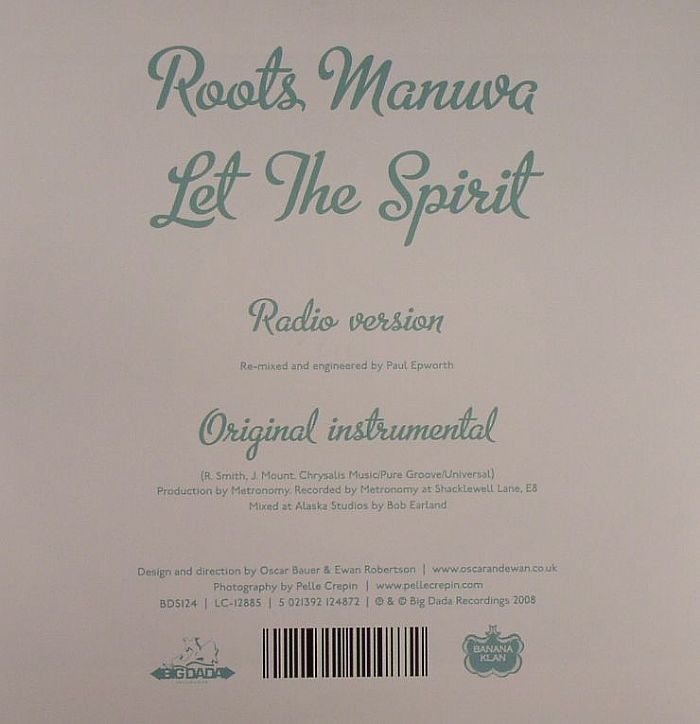 Roots Manuva
Let The Spirit
Radio version
Re-mixed and engineered by Paul Epworth
Original instrumental
(R. Smith, J. Mount. Chrysalis Music/Pure Groove/Universal)
Production by Metronomy. Recorded by Metronomy at Shacklewell Lane, E8
Mixed at Alaska Studios by Bob Earland
Design and direction by Oscar Bauer & Ewan Robertson | www.oscarandewan.co.uk
Photography by Pelle Crepin | www.pellecrepin.com
BDS124 | LC-12885 | 5 021392 124872 | ℗ & © Big Dada Recordings 2008
BIG DADA
BANANA
KLAN